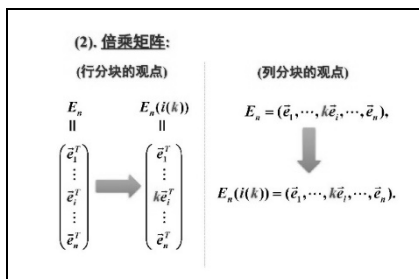 (2). 倍乘矩阵:
(行分块的观点)
E_n E_n(i(k))
= =
(e⃗_1^T ⋮ e⃗_i^T ⋮ e⃗_n^T) (e⃗_1^T ⋮ ke⃗_i^T ⋮ e⃗_n^T)
(列分块的观点)
E_n = (e⃗_1, ⋯, ke⃗_i, ⋯, e⃗_n),
E_n(i(k)) = (e⃗_1, ⋯, ke⃗_i, ⋯, e⃗_n).